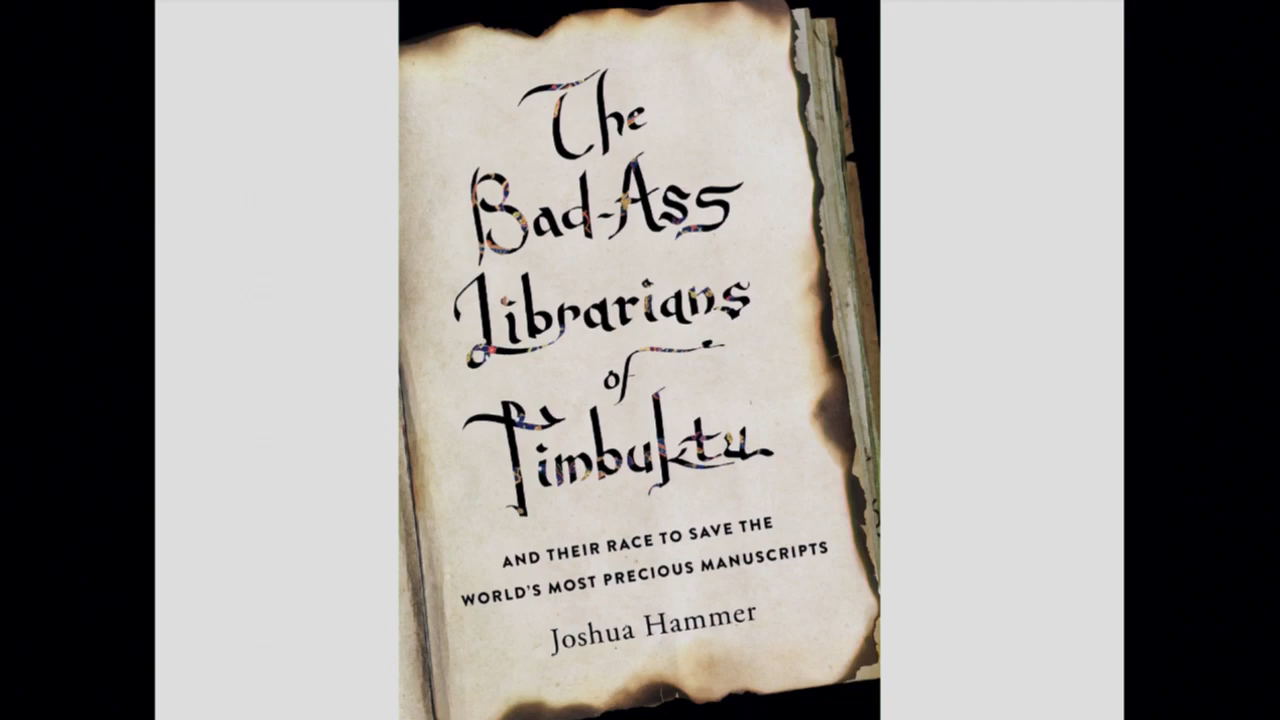 The
Bad-Ass
Librarians
of
Timbuktu
AND THEIR RACE TO SAVE THE
WORLD'S MOST PRECIOUS MANUSCRIPTS
Joshua Hammer